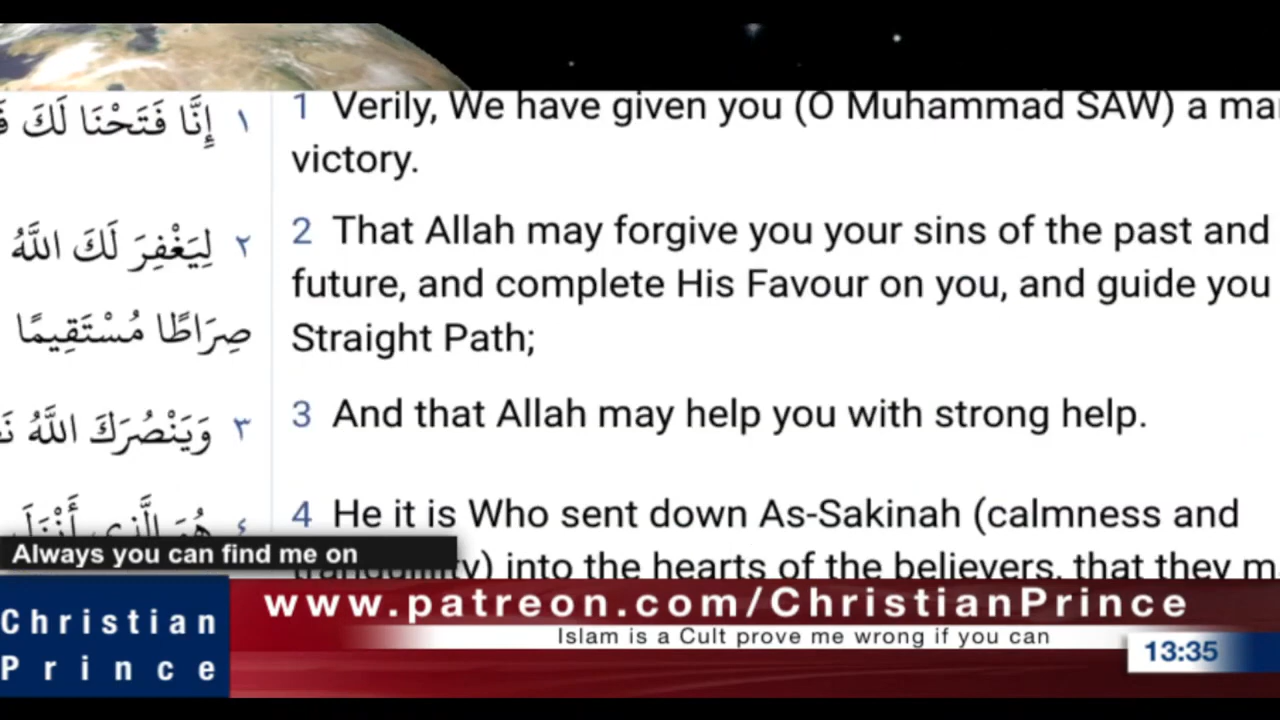 ١ إِنَّا فَتَحْنَا لَكَ
٢ لِيَغْفِرَ لَكَ اللَّهُ
صِرَاطًا مُسْتَقِيمًا
٣ وَيَنْصُرَكَ اللَّهُ
٤ هُوَ الَّذِي أَنْزَلَ
1 Verily, We have given you (O Muhammad SAW) a
victory.
2 That Allah may forgive you your sins of the past and
future, and complete His Favour on you, and guide you
Straight Path;
3 And that Allah may help you with strong help.
4 He it is Who sent down As-Sakinah (calmness and
into the hearts of the believers, that they
Always you can find me on
www.patreon.com/ChristianPrince
Islam is a Cult prove me wrong if you can
Christian
Prince
13:35